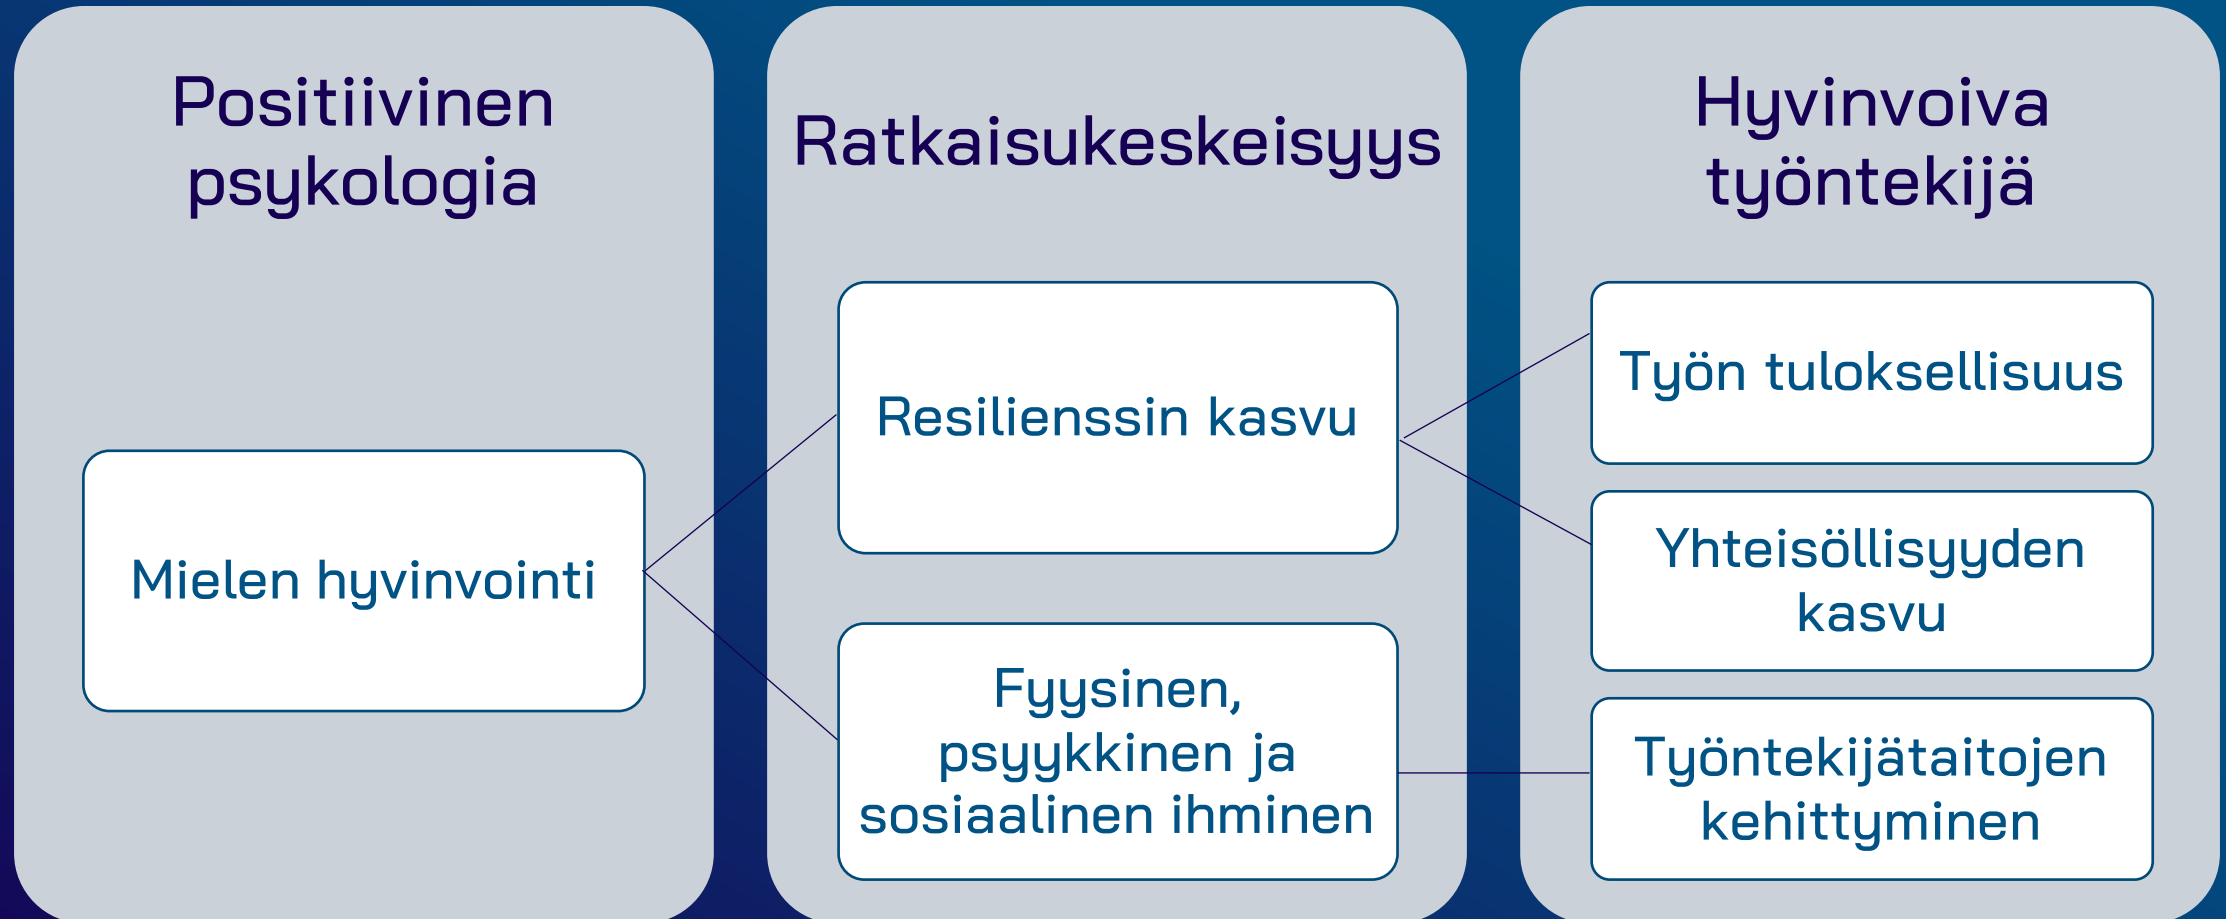 Positiivinen
psykologia
Mielen hyvinvointi
Ratkaisukeskeisyys
Resilienssin kasvu
Fyysinen,
psyykkinen ja
sosiaalinen ihminen
Hyvinvoiva
työntekijä
Työn tuloksellisuus
Yhteisöllisyyden
kasvu
Työntekijätaitojen
kehittyminen